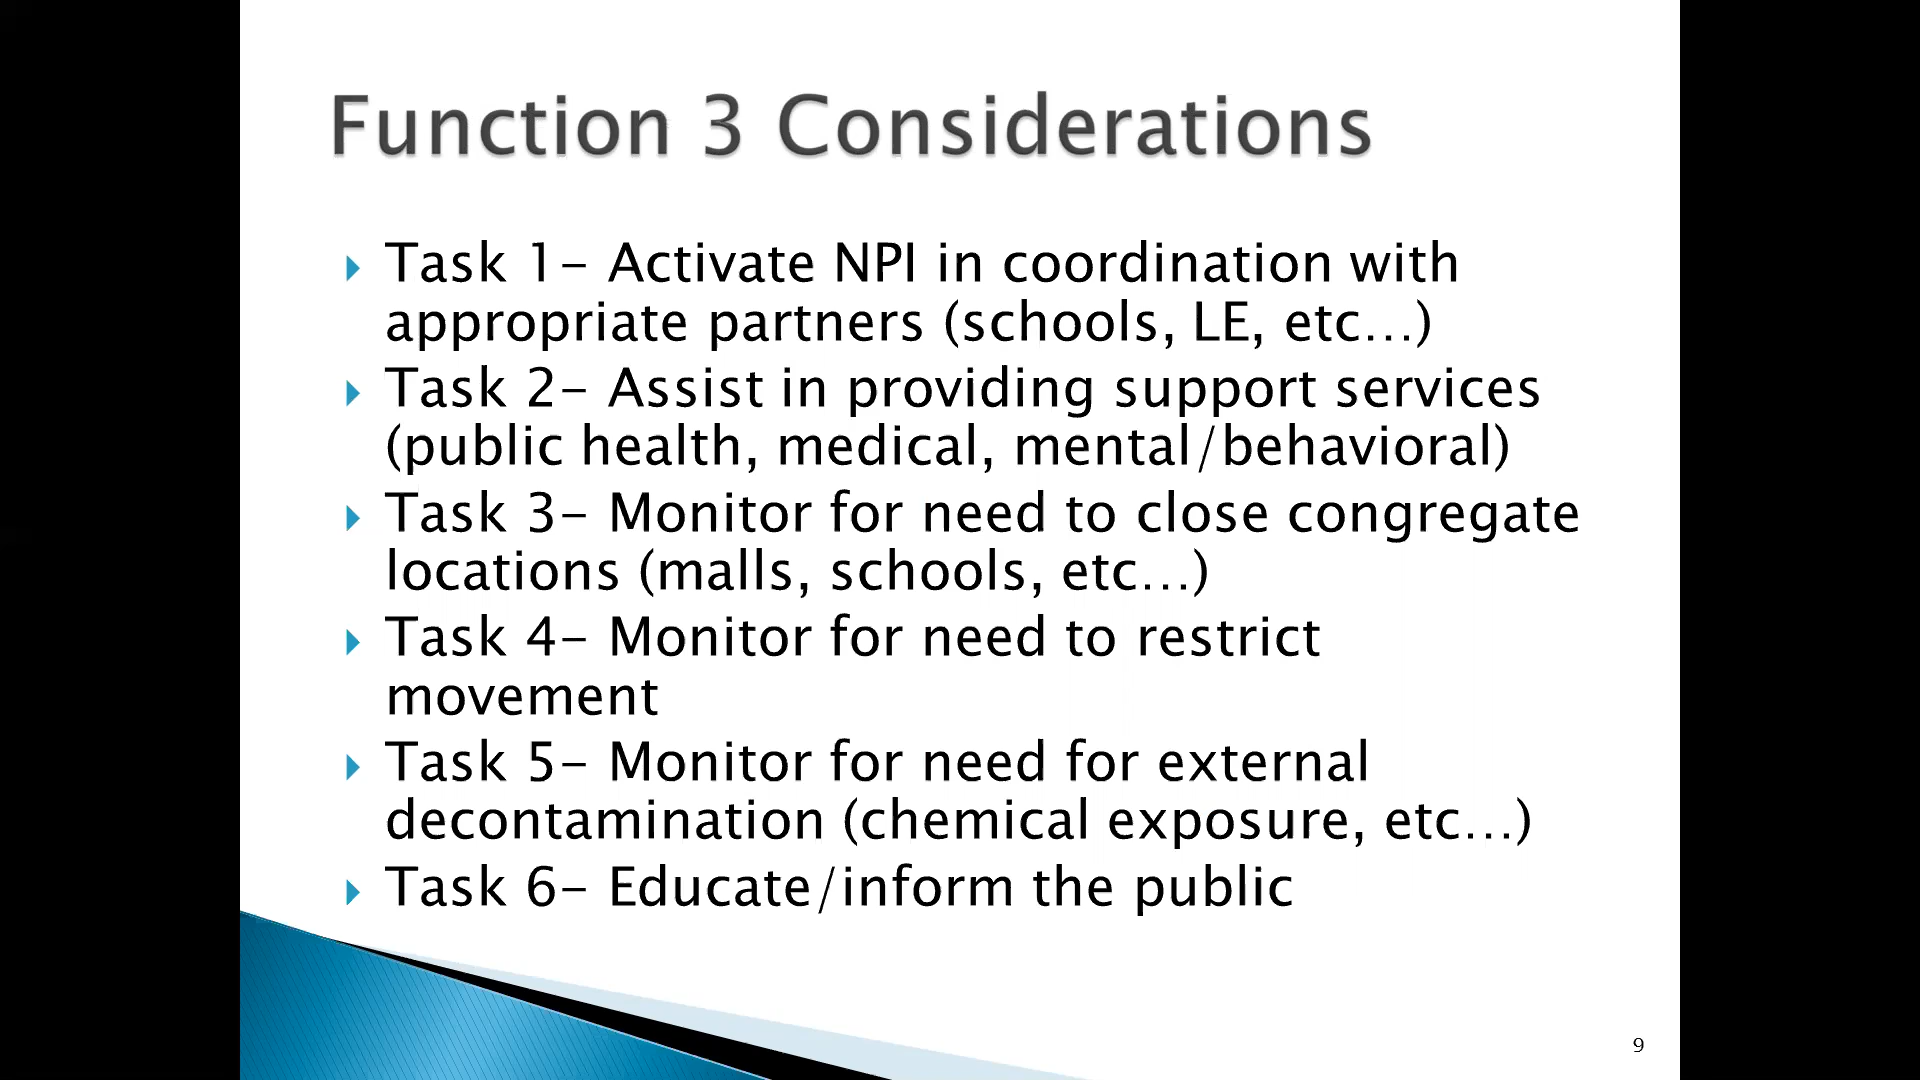 Function 3 Considerations
Task 1- Activate NPI in coordination with
appropriate partners (schools, LE, etc...)
Task 2- Assist in providing support services
(public health, medical, mental/behavioral)
Task 3- Monitor for need to close congregate
locations (malls, schools, etc...)
Task 4- Monitor for need to restrict
movement
Task 5- Monitor for need for external
decontamination (chemical exposure, etc...)
Task 6- Educate/inform the public
9